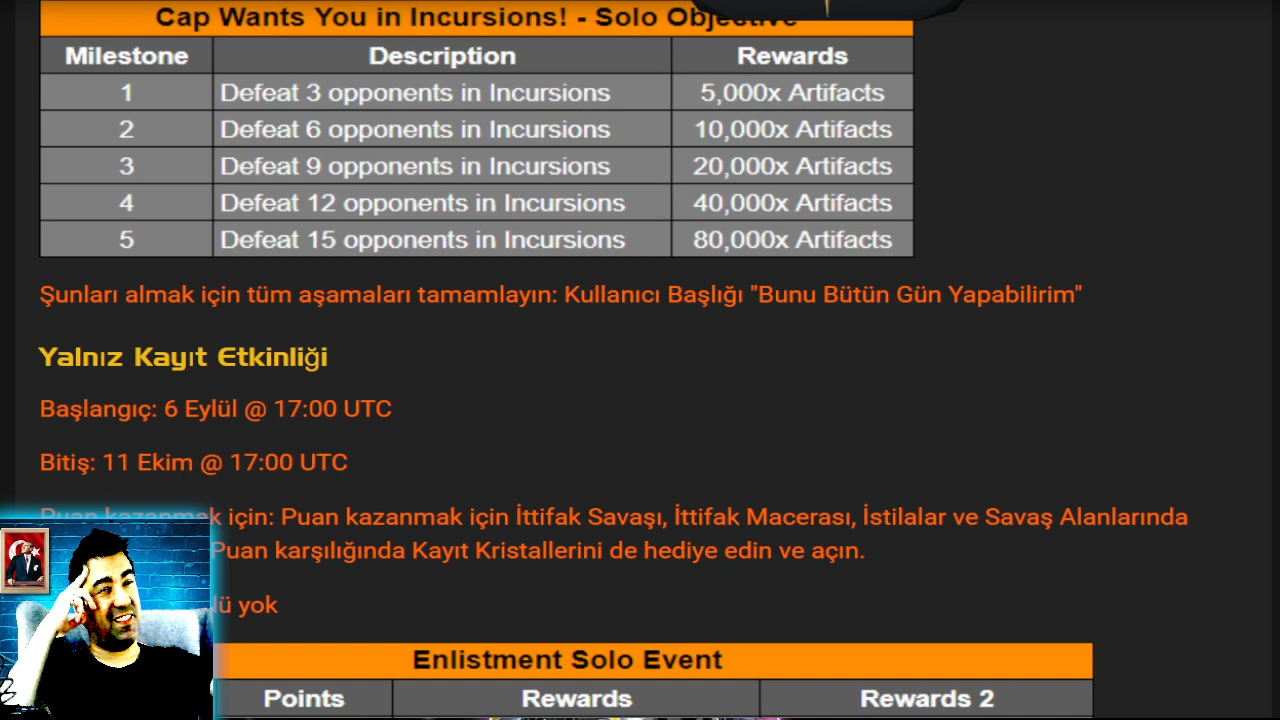 Cap Wants You in Incursions! - Solo Objective
Milestone Description Rewards
1 Defeat 3 opponents in Incursions 5,000x Artifacts
2 Defeat 6 opponents in Incursions 10,000x Artifacts
3 Defeat 9 opponents in Incursions 20,000x Artifacts
4 Defeat 12 opponents in Incursions 40,000x Artifacts
5 Defeat 15 opponents in Incursions 80,000x Artifacts
Şunları almak için tüm aşamaları tamamlayın: Kullanıcı Başlığı "Bunu Bütün Gün Yapabilirim"
Yalnız Kayıt Etkinliği
Başlangıç: 6 Eylül @ 17:00 UTC
Bitiş: 11 Ekim @ 17:00 UTC
Puan kazanmak için: Puan kazanmak için İttifak Savaşı, İttifak Macerası, İstilalar ve Savaş Alanlarında
Puan karşılığında Kayıt Kristallerini de hediye edin ve açın.
yok
Enlistment Solo Event
Points Rewards Rewards 2